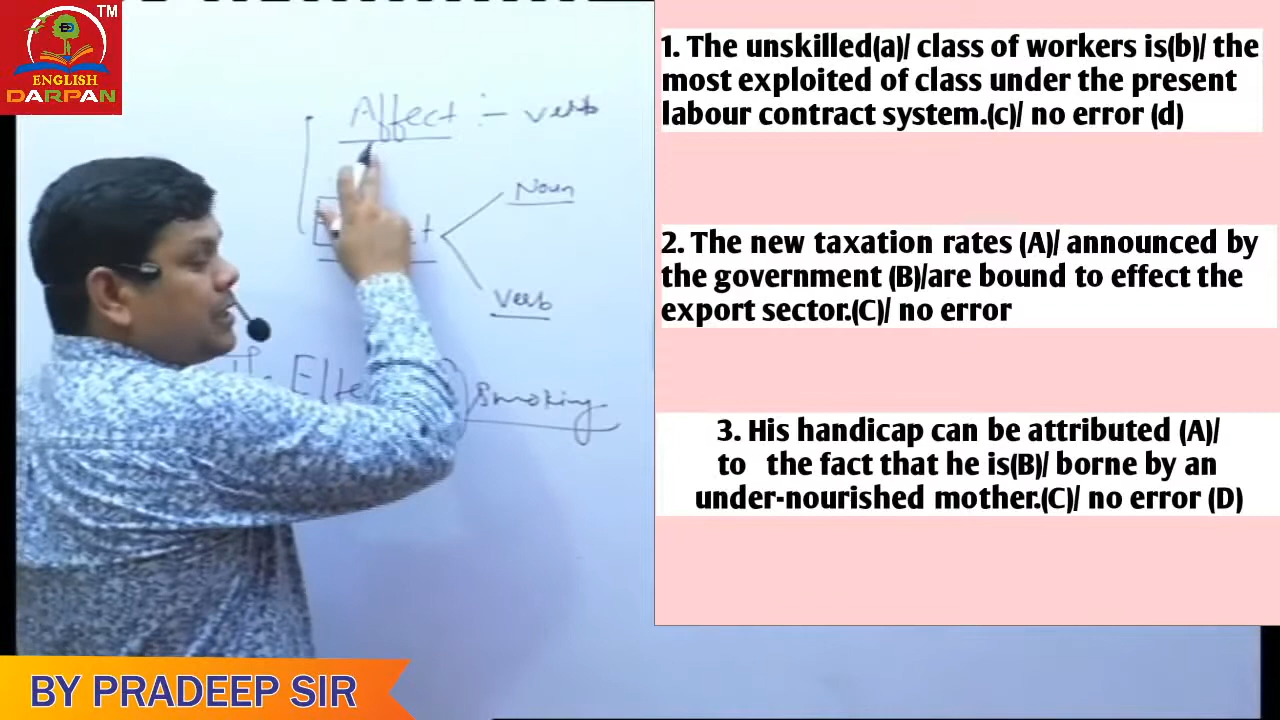 TM
ENGLISH
DARPAN
Affect :- verb
Noun
verb
smoking
1. The unskilled(a)/ class of workers is(b)/ the
most exploited of class under the present
labour contract system.(c)/ no error (d)
2. The new taxation rates (A)/ announced by
the government (B)/are bound to effect the
export sector.(C)/ no error
3. His handicap can be attributed (A)/
to the fact that he is(B)/ borne by an
under-nourished mother.(C)/ no error (D)
BY PRADEEP SIR